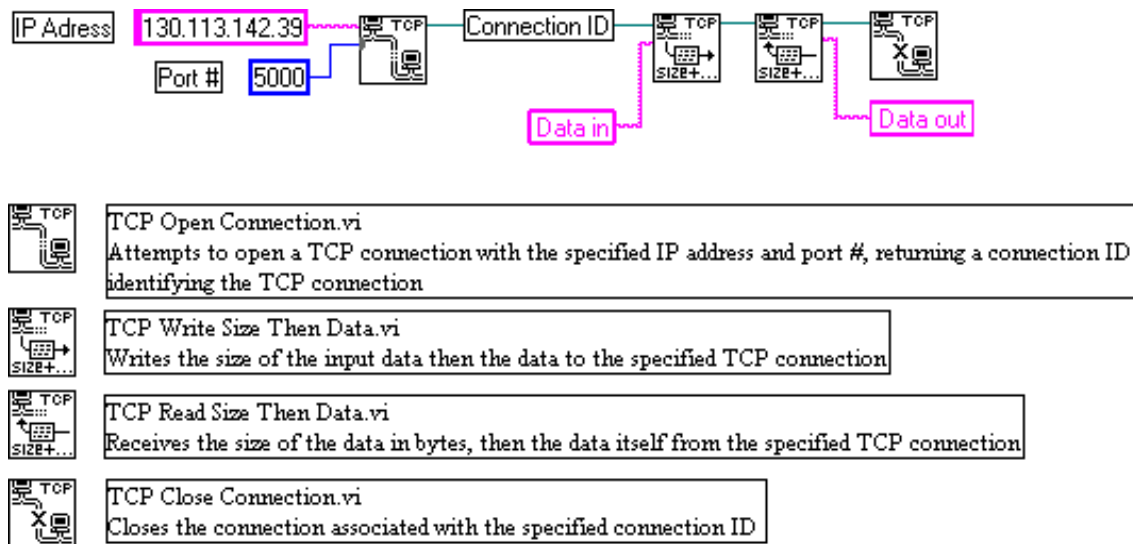 IP Adress
130.113.142.39
TCP
Connection ID
TCP
TCP
TCP
Port #
5000
SIZE+...
SIZE+...
Data in
Data out
TCP
TCP Open Connection.vi
Attempts to open a TCP connection with the specified IP address and port #, returning a connection ID
identifying the TCP connection
TCP
SIZE+...
TCP Write Size Then Data.vi
Writes the size of the input data then the data to the specified TCP connection
TCP
SIZE+...
TCP Read Size Then Data.vi
Receives the size of the data in bytes, then the data itself from the specified TCP connection
TCP
TCP Close Connection.vi
Closes the connection associated with the specified connection ID